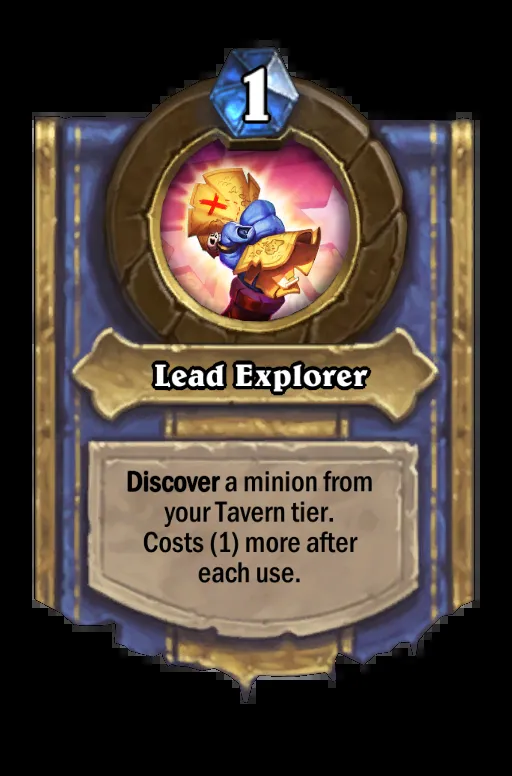 1
Lead Explorer
Discover a minion from
your Tavern tier.
Costs (1) more after
each use.